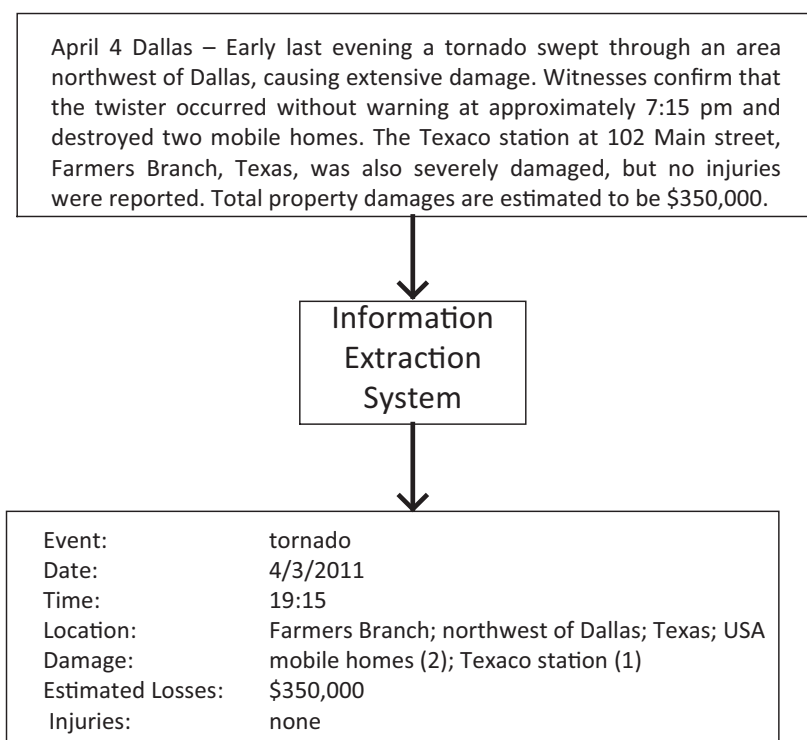 April 4 Dallas – Early last evening a tornado swept through an area
northwest of Dallas, causing extensive damage. Witnesses confirm that
the twister occurred without warning at approximately 7:15 pm and
destroyed two mobile homes. The Texaco station at 102 Main street,
Farmers Branch, Texas, was also severely damaged, but no injuries
were reported. Total property damages are estimated to be $350,000.
Information
Extraction
System
Event: tornado
Date: 4/3/2011
Time: 19:15
Location: Farmers Branch; northwest of Dallas; Texas; USA
Damage: mobile homes (2); Texaco station (1)
Estimated Losses: $350,000
Injuries: none